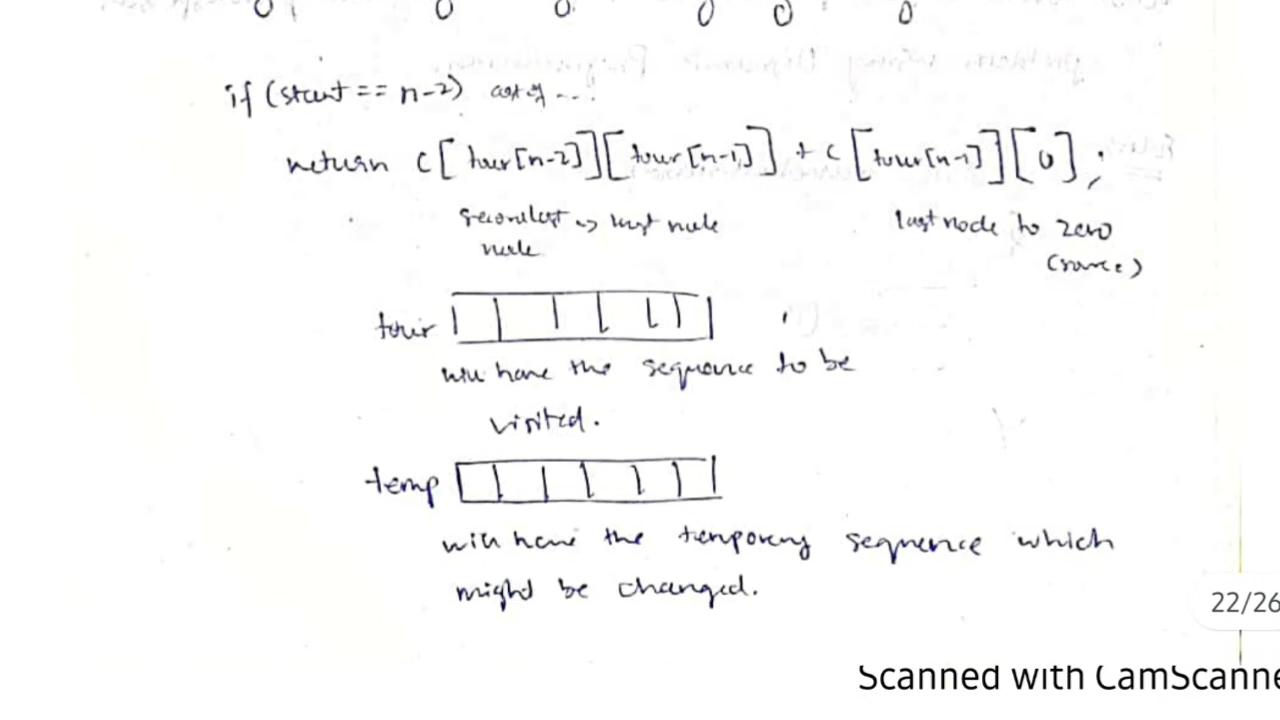 if (start == n-2) cost of ...
return c[tour[n-2]][tour[n-1]] + c[tour[n-1]][0];
secondlast → last node last node to zero
node (source)
tour
will have the sequence to be
visited.
temp
will have the temporary sequence which
might be changed.
22/26
Scanned with CamScanne